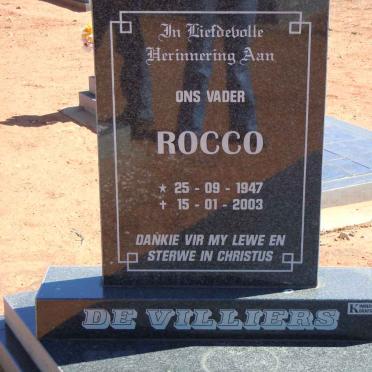 In Liefdevolle
Herinnering Aan
ONS VADER
ROCCO
★ 25 - 09 - 1947
✝ 15 - 01 - 2003
DANKIE VIR MY LEWE EN
STERWE IN CHRISTUS
DE VILLIERS